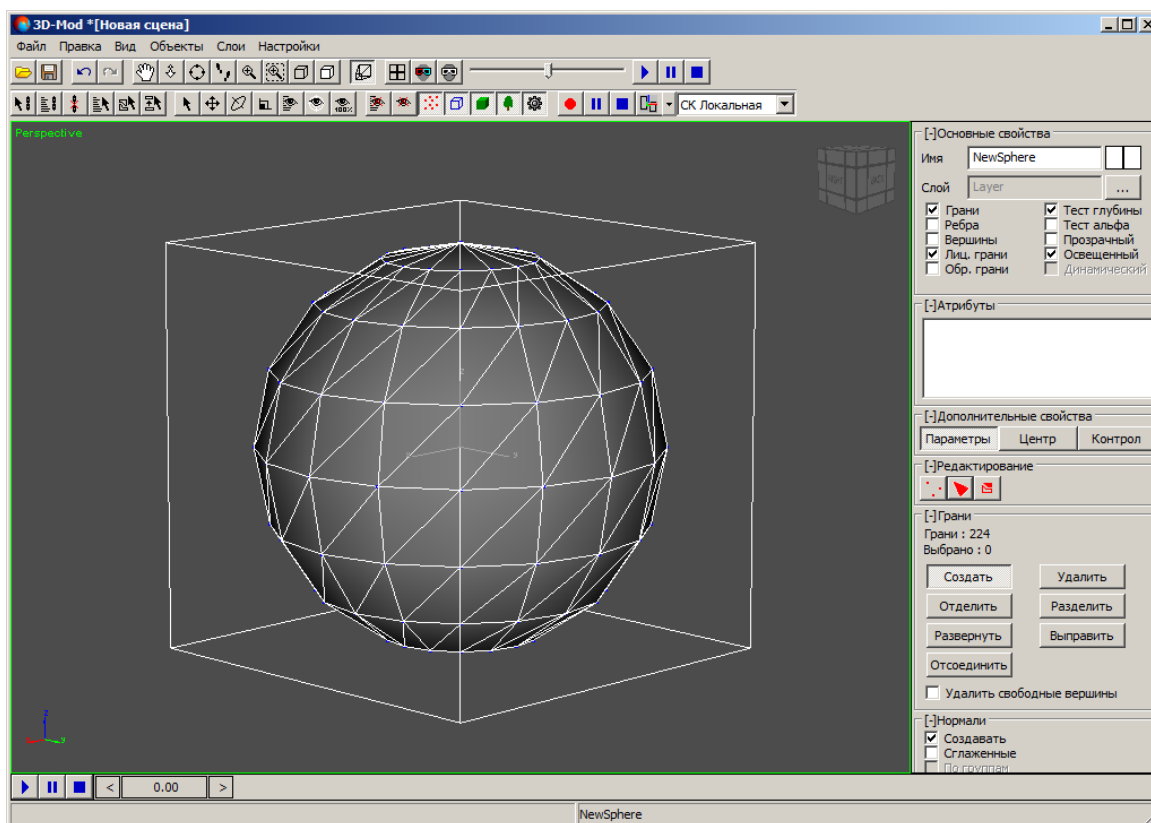 3D-Mod *[Новая сцена]
Файл Правка Вид Объекты Слои Настройки
100%
СК Локальная
Perspective
[-]Основные свойства
Имя NewSphere
Слой Layer ...
Грани Тест глубины
Ребра Тест альфа
Вершины Прозрачный
Лиц. грани Освещенный
Обр. грани Динамический
[-]Атрибуты
[-]Дополнительные свойства
Параметры Центр Контрол
[-]Редактирование
[-]Грани
Грани : 224
Выбрано : 0
Создать Удалить
Отделить Разделить
Развернуть Выправить
Отсоединить
Удалить свободные вершины
[-]Нормали
Создавать
Сглаженные
По группам
z
y
z
y
< 0.00 >
NewSphere